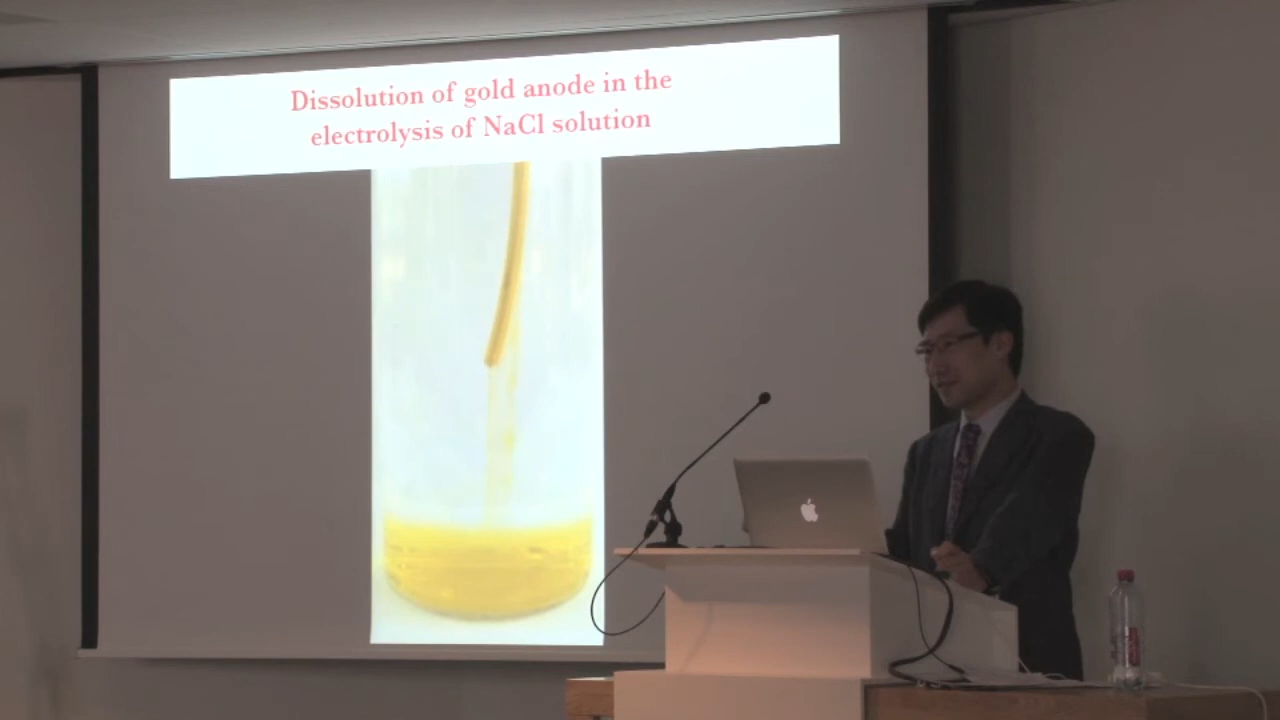 Dissolution of gold anode in the
electrolysis of NaCl solution